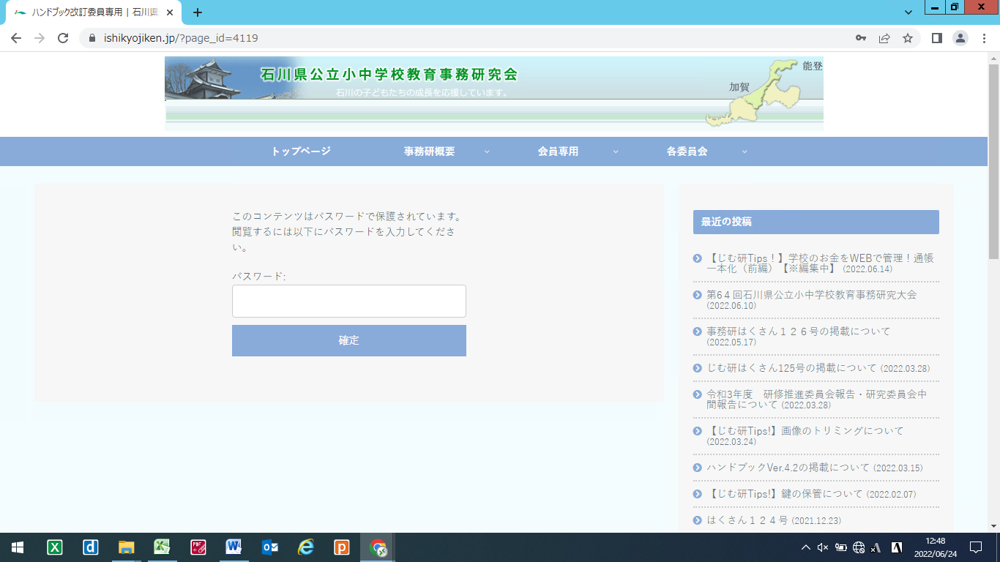 ハンドブック改訂委員専用 | 石川県
ishikyojiken.jp/?page_id=4119
石川県公立小中学校教育事務研究会
石川の子どもたちの成長を応援しています。
能登
加賀
トップページ
事務研概要
会員専用
各委員会
このコンテンツはパスワードで保護されています。
閲覧するには以下にパスワードを入力してくださ
い。
パスワード:
確定
最近の投稿
【じむ研Tips！】学校のお金をWEBで管理！通帳
一本化（前編）【※編集中】 (2022.06.14)
第6４回石川県公立小中学校教育事務研究大会
(2022.06.10)
事務研はくさん１２６号の掲載について
(2022.05.17)
じむ研はくさん125号の掲載について (2022.03.28)
令和3年度　研修推進委員会報告・研究委員会中
間報告について (2022.03.28)
【じむ研Tips!】画像のトリミングについて
(2022.03.24)
ハンドブックVer.4.2の掲載について (2022.03.15)
【じむ研Tips!】鍵の保管について (2022.02.07)
はくさん１２４号 (2021.12.23)
12:48
2022/06/24